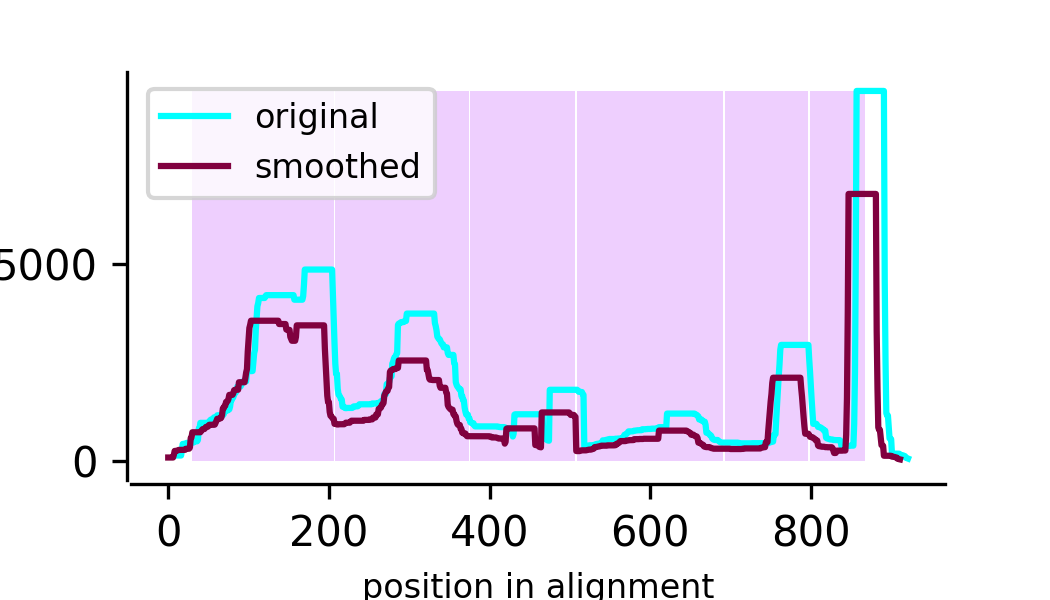 original
smoothed
5000
0
0 200 400 600 800
position in alignment